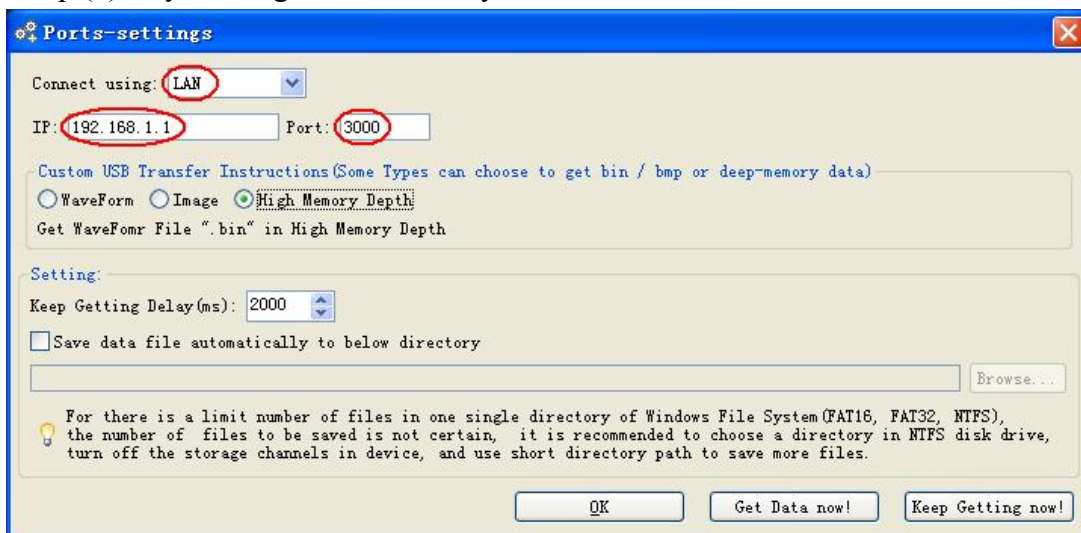 Ports-settings
Connect using: LAN
IP: 192.168.1.1 Port: 3000
Custom USB Transfer Instructions(Some Types can choose to get bin / bmp or deep-memory data)
WaveForm Image High Memory Depth
Get WaveFomr File ".bin" in High Memory Depth
Setting:
Keep Getting Delay(ms): 2000
Save data file automatically to below directory
Browse...
For there is a limit number of files in one single directory of Windows File System(FAT16, FAT32, NTFS),
the number of files to be saved is not certain, it is recommended to choose a directory in NTFS disk drive,
turn off the storage channels in device, and use short directory path to save more files.
OK Get Data now! Keep Getting now!